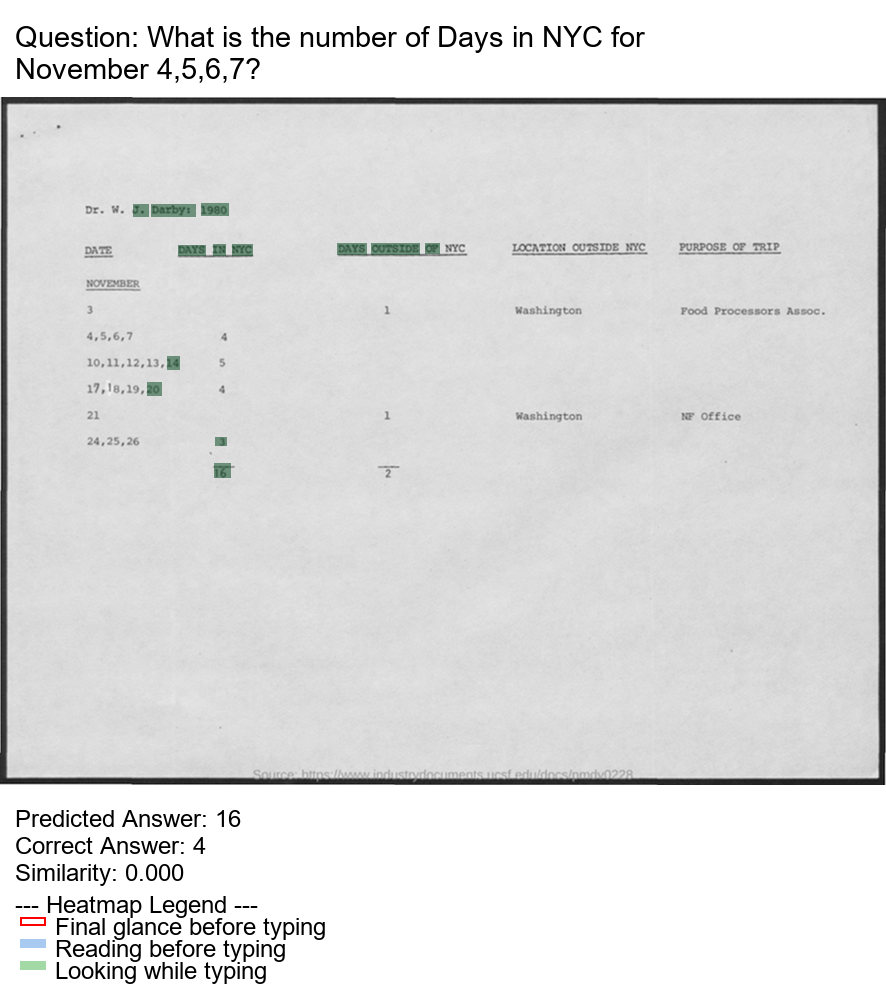 Question: What is the number of Days in NYC for
November 4,5,6,7?
Dr. W. J. Darby: 1980
DATE DAYS IN NYC DAYS OUTSIDE OF NYC LOCATION OUTSIDE NYC PURPOSE OF TRIP
NOVEMBER
3 1 Washington Food Processors Assoc.
4,5,6,7 4
10,11,12,13,14 5
17,18,19,20 4
21 1 Washington NF Office
24,25,26 3
16 2
Source: https://www.industrydocuments.ucsf.edu/docs/pmdy0228
Predicted Answer: 16
Correct Answer: 4
Similarity: 0.000
--- Heatmap Legend ---
Final glance before typing
Reading before typing
Looking while typing